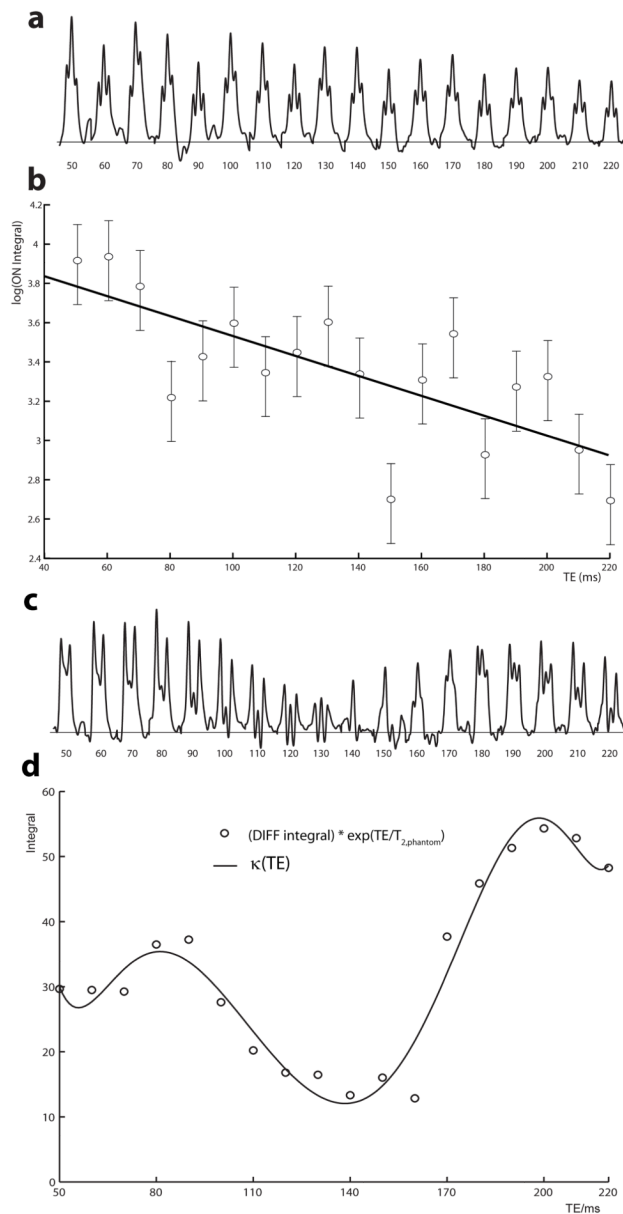 a
50 60 70 80 90 100 110 120 130 140 150 160 170 180 190 200 210 220
b
log(ON Integral)
4.2
4
3.8
3.6
3.4
3.2
3
2.8
2.6
2.4
40 60 80 100 120 140 160 180 200 220
TE (ms)
c
50 60 70 80 90 100 110 120 130 140 150 160 170 180 190 200 210 220
d
Integral
60
50
40
30
20
10
0
(DIFF integral) * exp(TE/T2,phantom)
κ(TE)
50 80 110 140 170 200 220
TE/ms